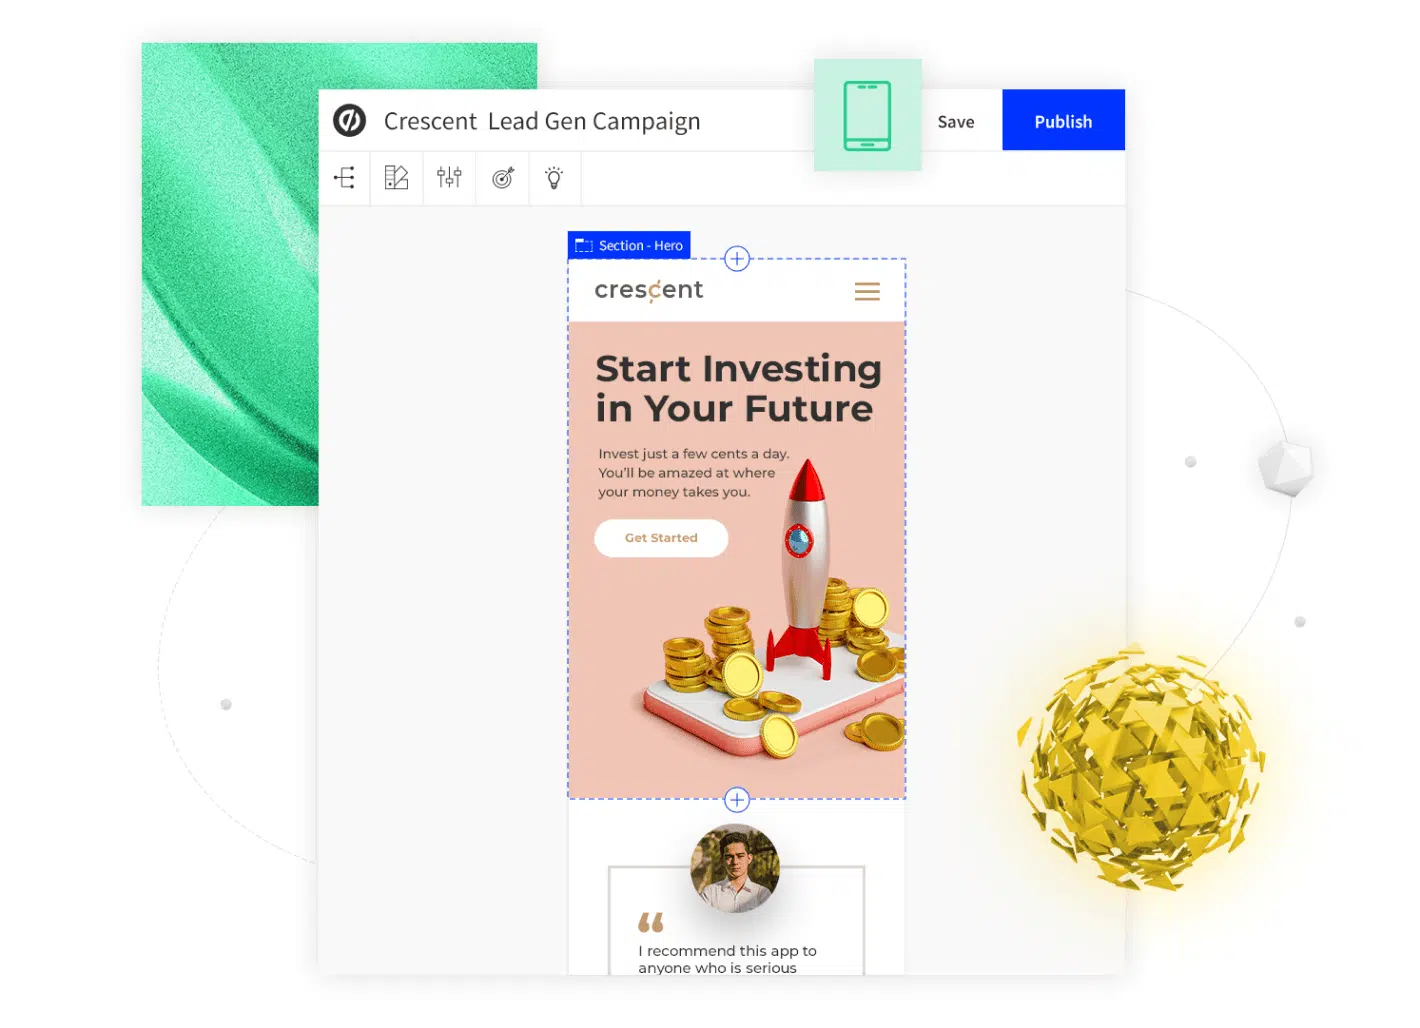 Crescent Lead Gen Campaign
Save
Publish
Section - Hero
crescent
Start Investing
in Your Future
Invest just a few cents a day.
You'll be amazed at where
your money takes you.
Get Started
“
I recommend this app to
anyone who is serious